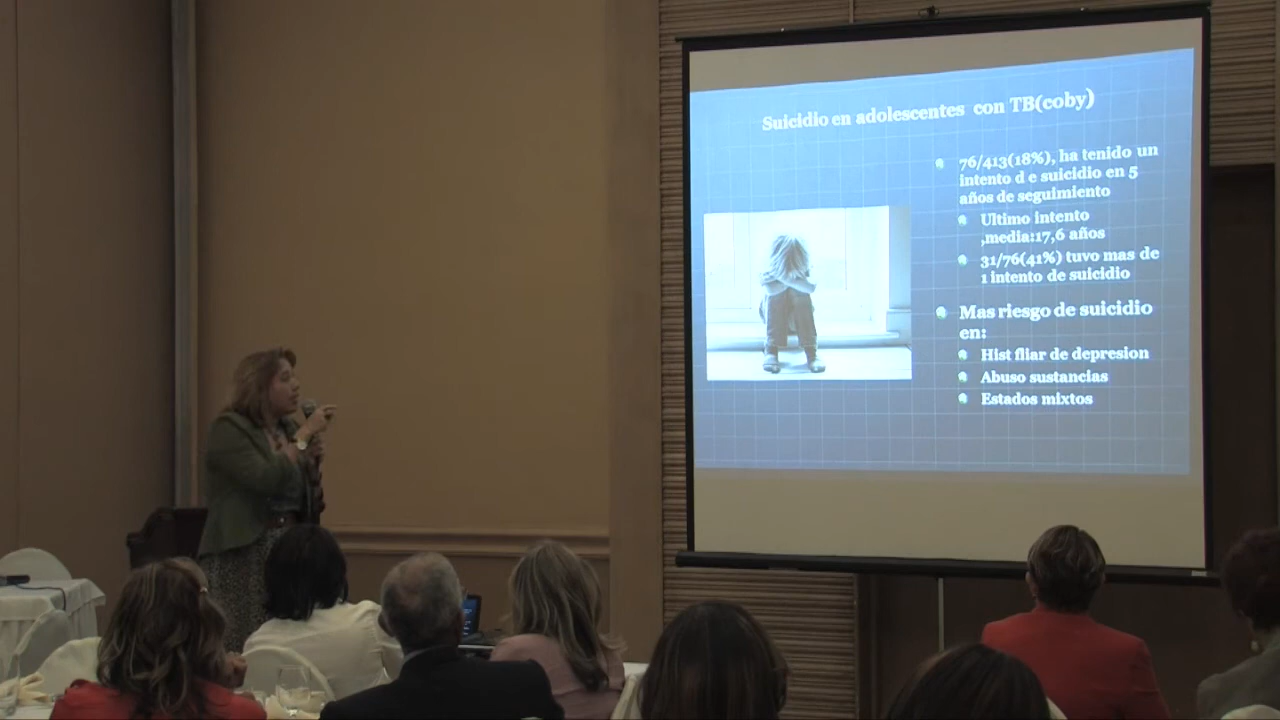 Suicidio en adolescentes con TB(coby)
76/413(18%), ha tenido un
intento d e suicidio en 5
años de seguimiento
Ultimo intento
,media:17,6 años
31/76(41%) tuvo mas de
1 intento de suicidio
Mas riesgo de suicidio
en:
Hist fliar de depresion
Abuso sustancias
Estados mixtos